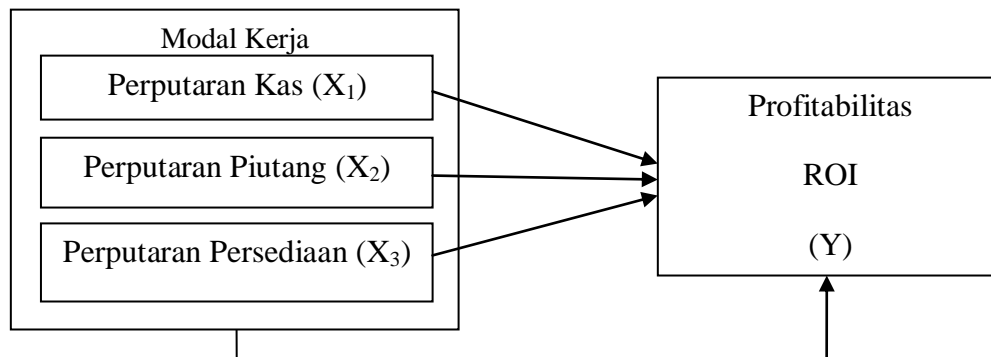 Modal Kerja
Perputaran Kas (X₁)
Perputaran Piutang (X₂)
Perputaran Persediaan (X₃)
Profitabilitas
ROI
(Y)